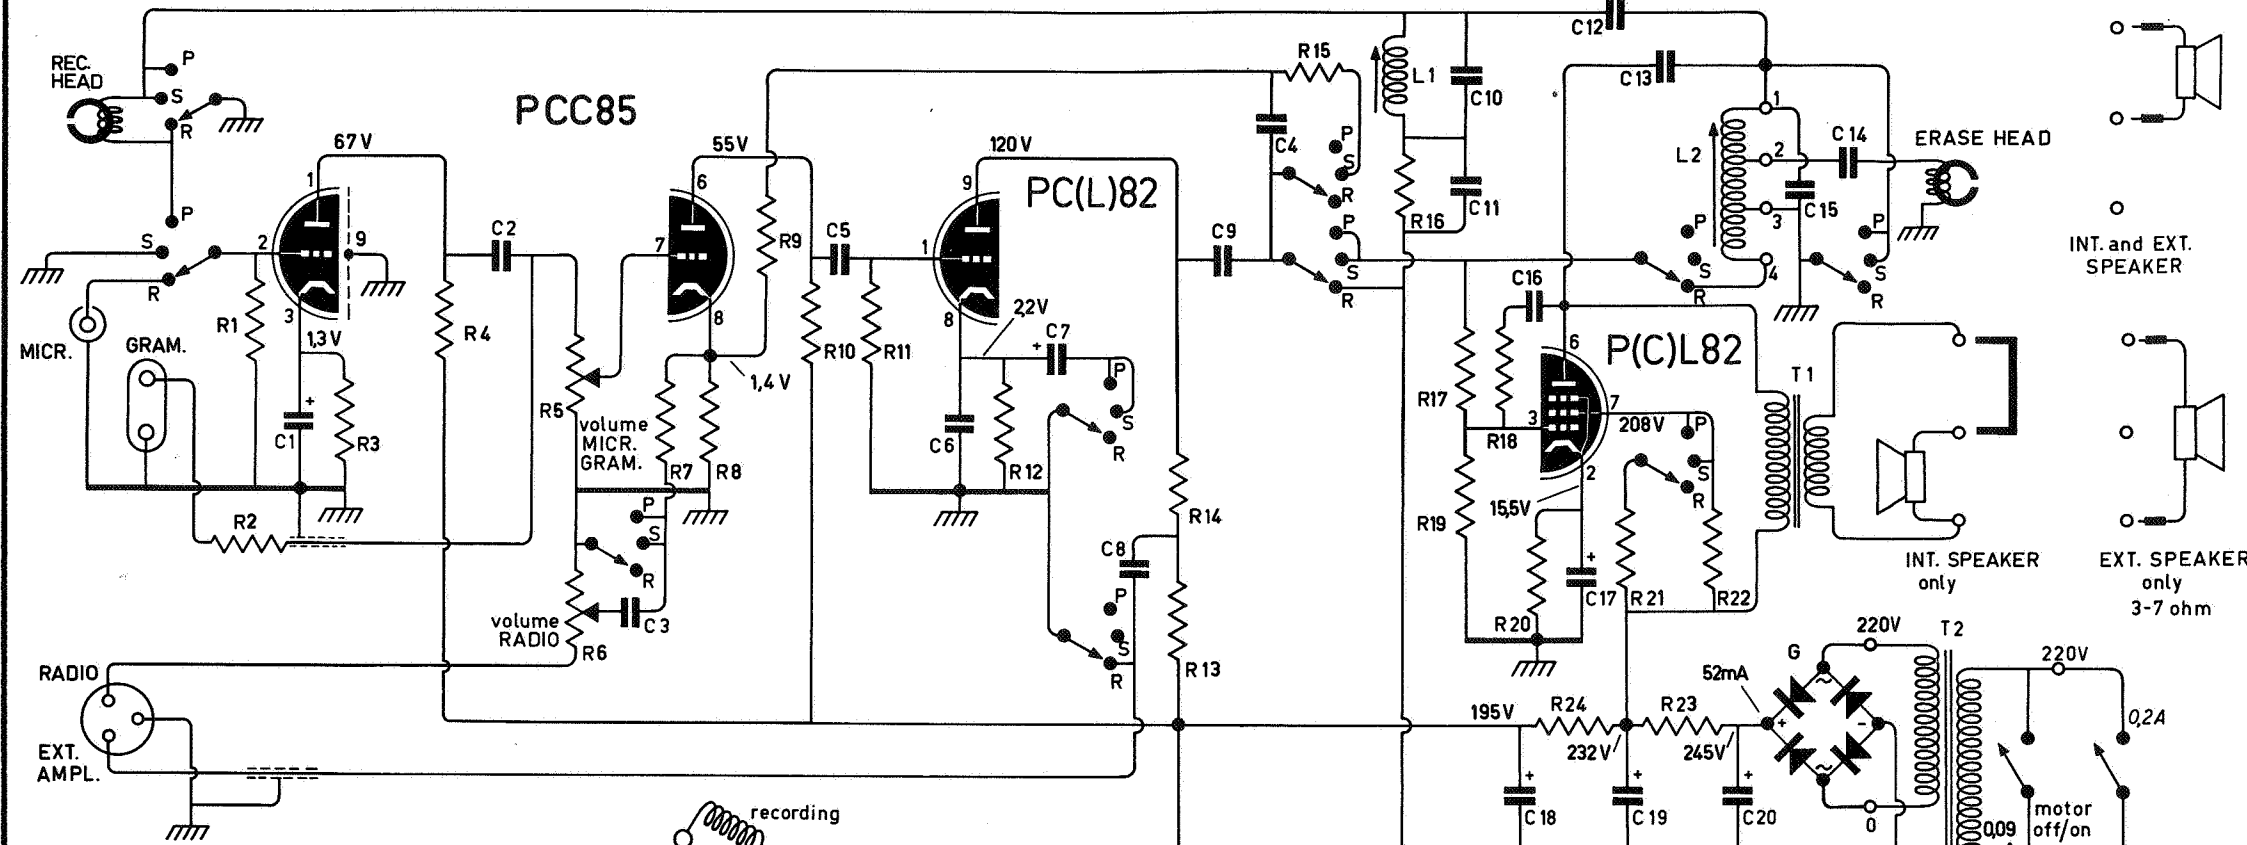 REC.
HEAD
P
S
R
PCC85
67 V
1
2
9
3
1,3V
P
S
R
MICR.
GRAM.
R1
C1
+
R3
R2
R4
C2
R5
volume
MICR.
GRAM.
55V
6
7
8
1,4 V
R9
R7
R8
P
S
R
C3
volume
RADIO
R6
RADIO
EXT.
AMPL.
C5
R10
R11
120V
9
1
8
PC(L)82
2,2V
+
C7
C6
R12
P
S
R
C8
P
S
R
R14
R13
C9
R15
C4
P
S
R
P
S
R
L1
C10
R16
C11
C12
C13
L2
1
2
3
4
C14
C15
ERASE HEAD
P
S
R
P
S
R
C16
6
P(C)L82
R17
R18
3
7
208V
2
15,5V
R19
R20
+
C17
P
S
R
R21
R22
T1
INT. and EXT.
SPEAKER
INT. SPEAKER
only
EXT. SPEAKER
only
3-7 ohm
195V
R24
232V
R23
245V
52mA
G
+
-
~
~
220V
0
T2
220V
0,2A
+
C18
+
C19
+
C20
0,09
motor
off/on
recording